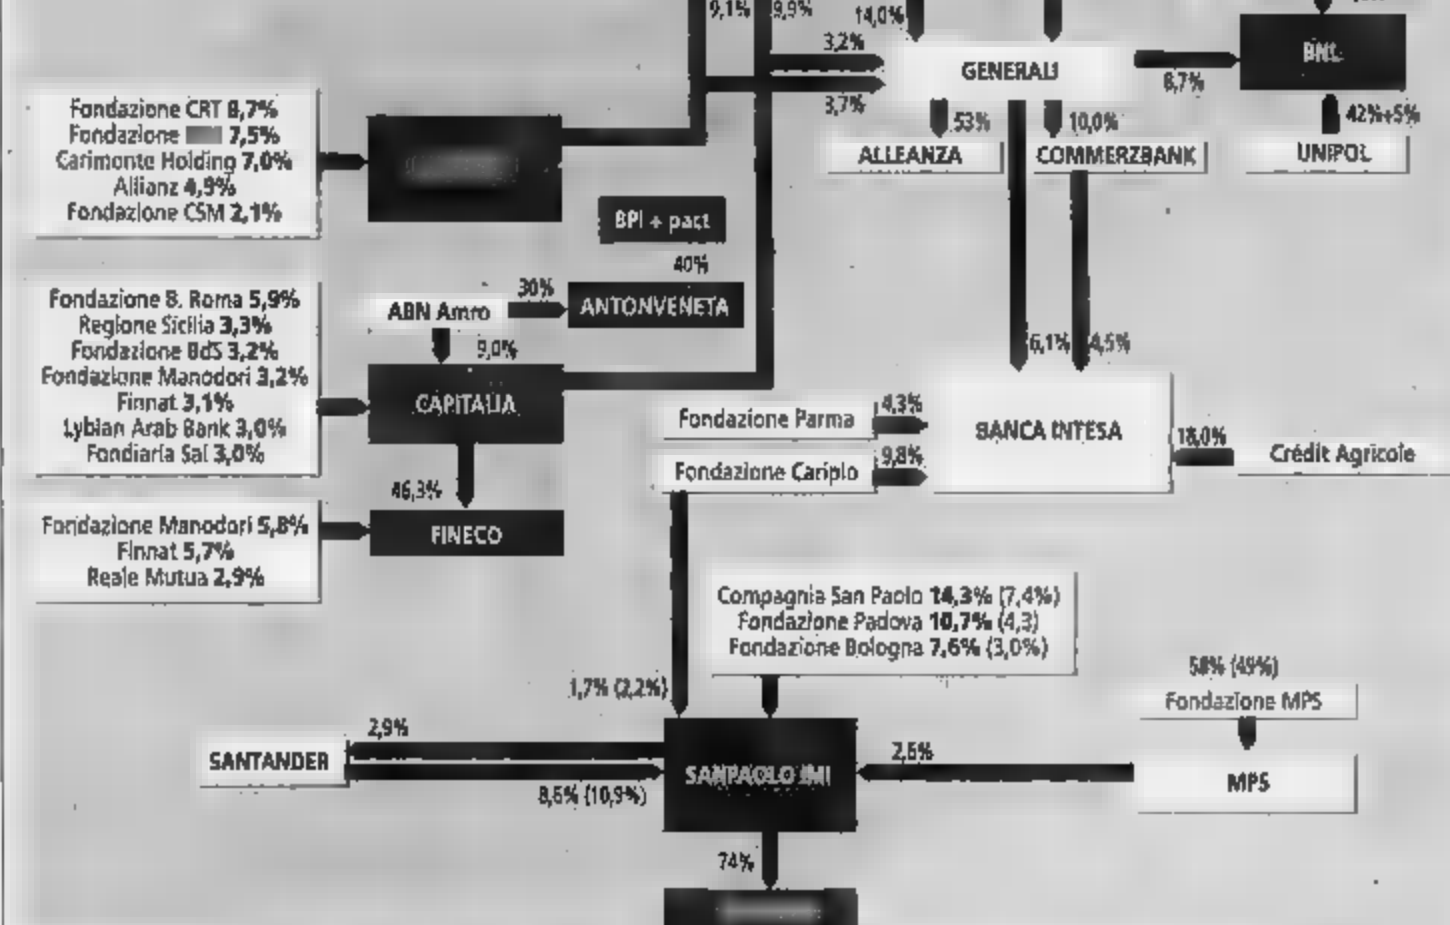 9,1%
9,9%
14,0%
3,2%
GENERALI
3,7%
8,7%
BNL
42%+5%
UNIPOL
53%
ALLEANZA
10,0%
COMMERZBANK
Fondazione CRT 8,7%
Fondazione 7,5%
Carimonte Holding 7,0%
Allianz 4,9%
Fondazione CSM 2,1%
BPI + pact
40%
30%
ANTONVENETA
ABN Amro
9,0%
Fondazione B. Roma 5,9%
Regione Sicilia 3,3%
Fondazione BdS 3,2%
Fondazione Manodori 3,2%
Finnat 3,1%
Lybian Arab Bank 3,0%
Fondiaria Sai 3,0%
CAPITALIA
6,1%
4,5%
Fondazione Parma
4,3%
BANCA INTESA
Fondazione Cariplo
9,8%
18,0%
Crédit Agricole
46,3%
FINECO
Fondazione Manodori 5,8%
Finnat 5,7%
Reale Mutua 2,9%
Compagnia San Paolo 14,3% (7,4%)
Fondazione Padova 10,7% (4,3)
Fondazione Bologna 7,6% (3,0%)
1,7% (2,2%)
58% (49%)
Fondazione MPS
2,9%
SANTANDER
SANPAOLO IMI
2,6%
MPS
8,6% (10,9%)
74%